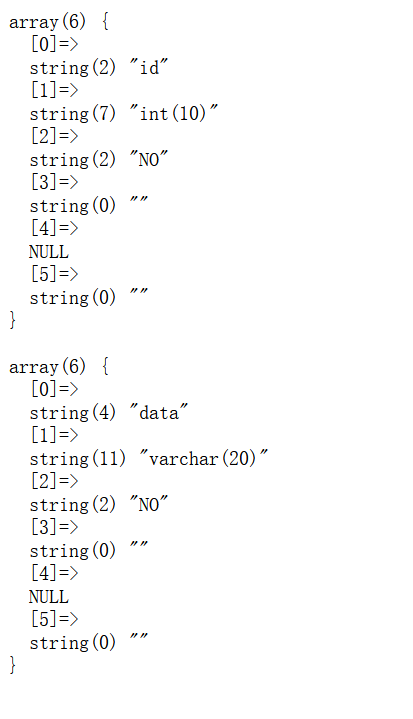 array(6) {
  [0]=>
  string(2) "id"
  [1]=>
  string(7) "int(10)"
  [2]=>
  string(2) "NO"
  [3]=>
  string(0) ""
  [4]=>
  NULL
  [5]=>
  string(0) ""
}

array(6) {
  [0]=>
  string(4) "data"
  [1]=>
  string(11) "varchar(20)"
  [2]=>
  string(2) "NO"
  [3]=>
  string(0) ""
  [4]=>
  NULL
  [5]=>
  string(0) ""
}